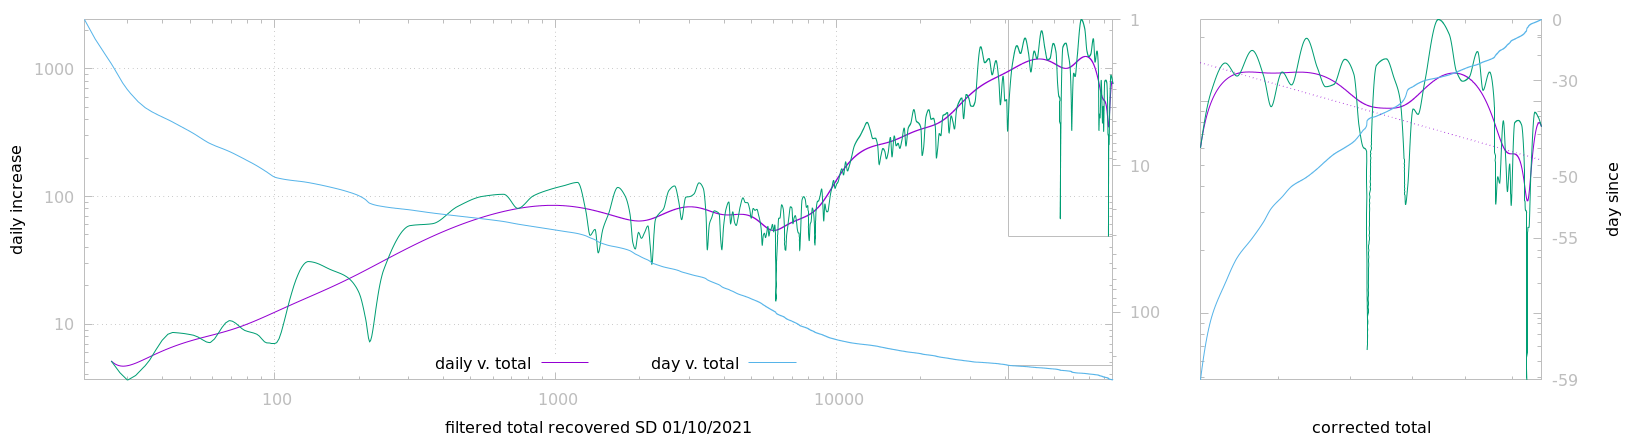 1000
100
10
daily increase
daily v. total
day v. total
100
1000
10000
filtered total recovered SD 01/10/2021
1
10
100
0
-30
-50
-55
-59
day since
corrected total